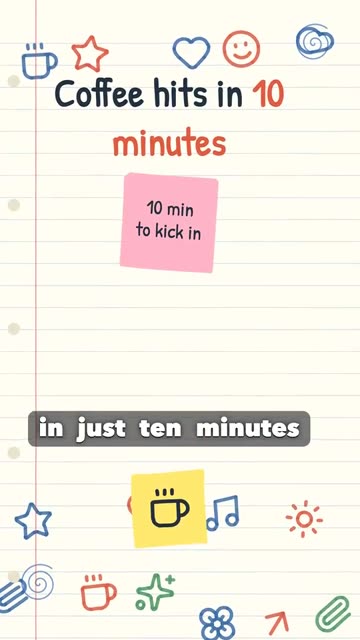 Coffee hits in 10
minutes
10 min
to kick in
in just ten minutes